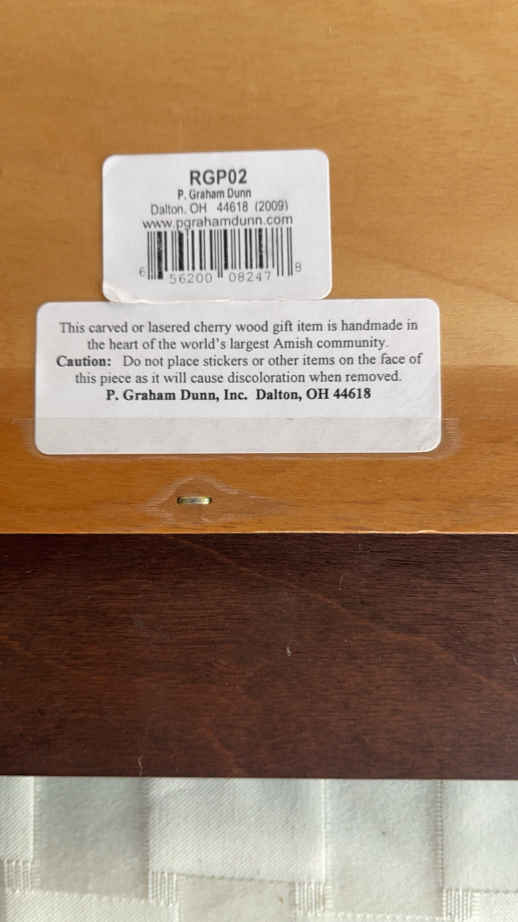 RGP02
P. Graham Dunn
Dalton, OH 44618 (2009)
www.pgrahamdunn.com
6 56200 08247 8
This carved or lasered cherry wood gift item is handmade in
the heart of the world's largest Amish community.
Caution: Do not place stickers or other items on the face of
this piece as it will cause discoloration when removed.
P. Graham Dunn, Inc. Dalton, OH 44618